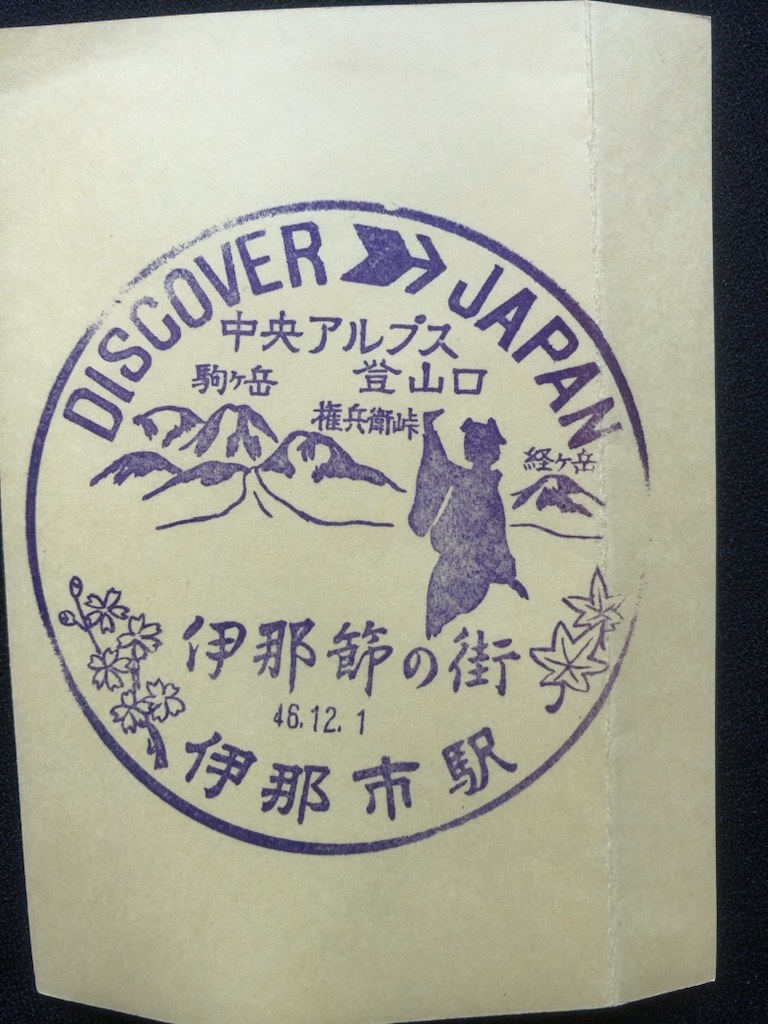 DISCOVER JAPAN
中央アルプス
駒ヶ岳 登山口
権兵衛峠
経ヶ岳
伊那節の街
46.12.1
伊那市駅